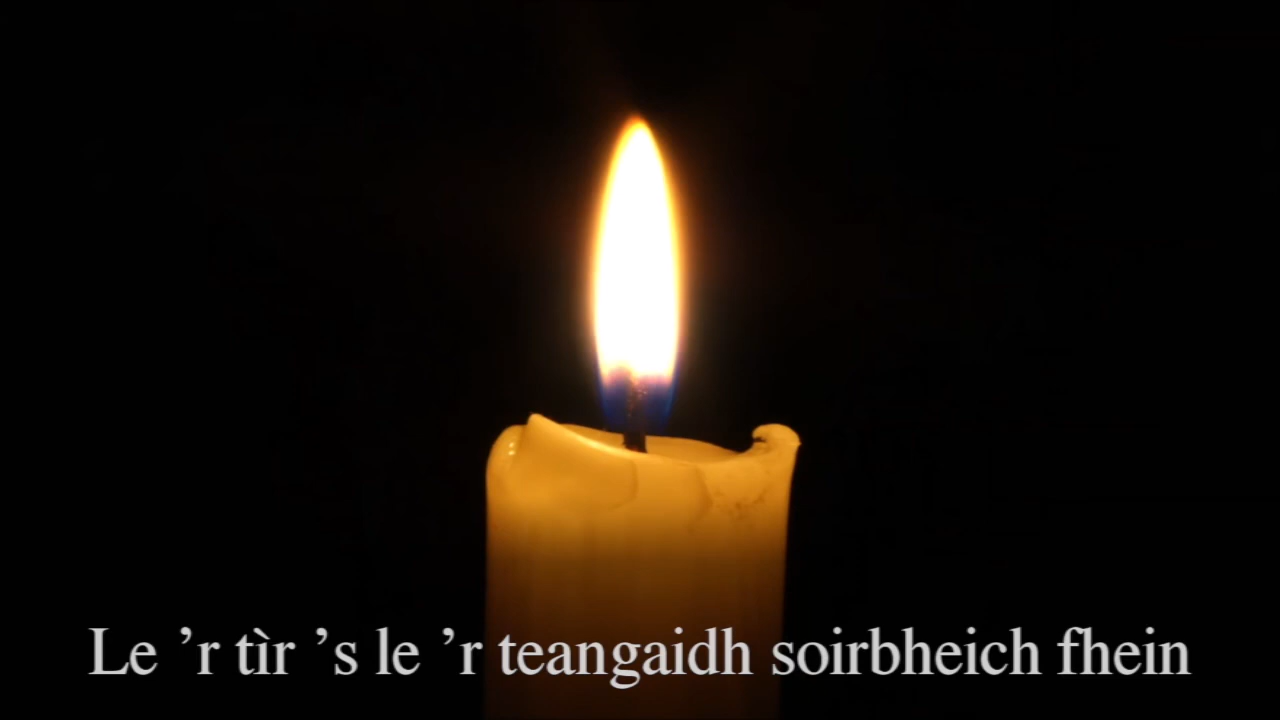 Le ’r tìr ’s le ’r teangaidh soirbheich fhein